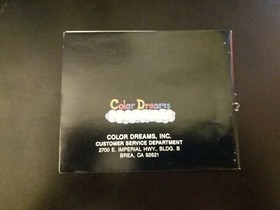 Color Dreams
COLOR DREAMS, INC.
CUSTOMER SERVICE DEPARTMENT
2700 E. IMPERIAL HWY., BLDG. B
BREA, CA 92621